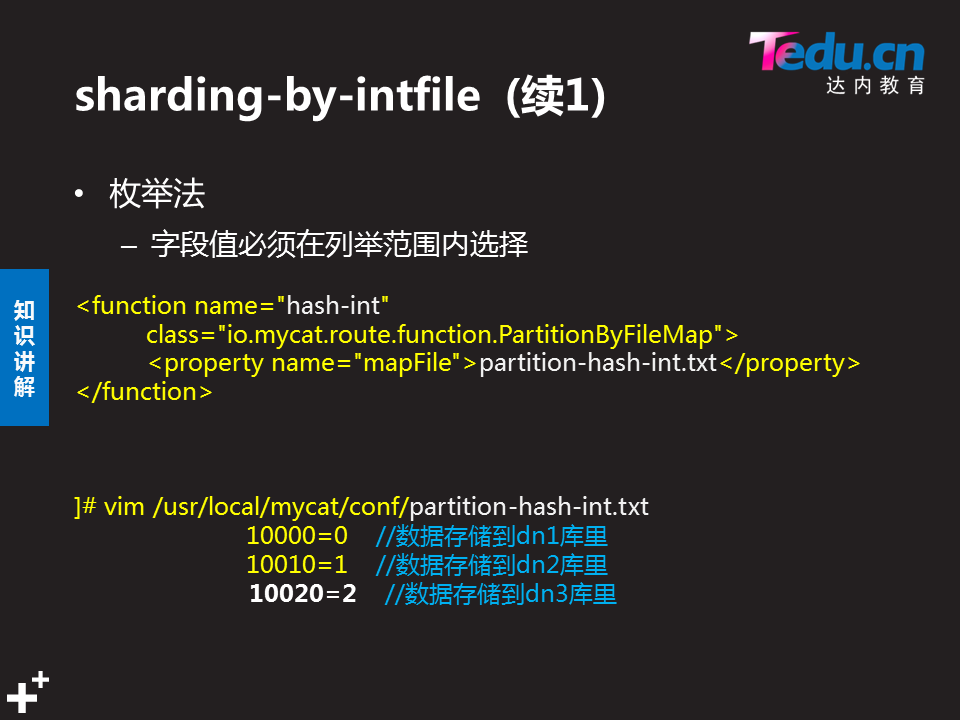 Tedu.cn
达内教育
sharding-by-intfile (续1)
• 枚举法
– 字段值必须在列举范围内选择
知识讲解
<function name="hash-int"
class="io.mycat.route.function.PartitionByFileMap">
<property name="mapFile">partition-hash-int.txt</property>
</function>
]# vim /usr/local/mycat/conf/partition-hash-int.txt
10000=0 //数据存储到dn1库里
10010=1 //数据存储到dn2库里
10020=2 //数据存储到dn3库里